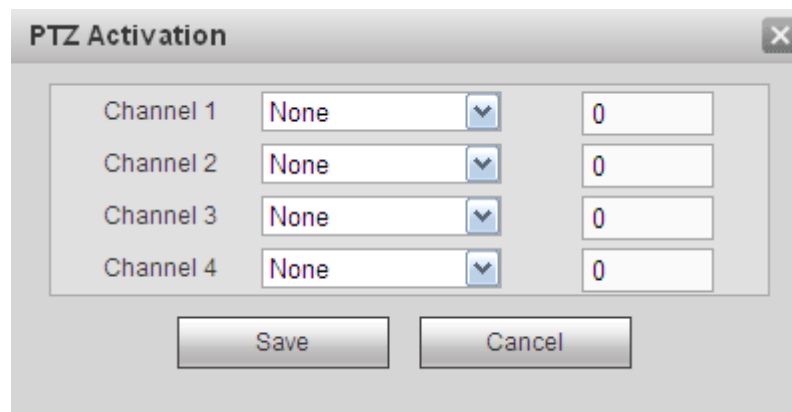 PTZ Activation
Channel 1 None 0
Channel 2 None 0
Channel 3 None 0
Channel 4 None 0
Save Cancel